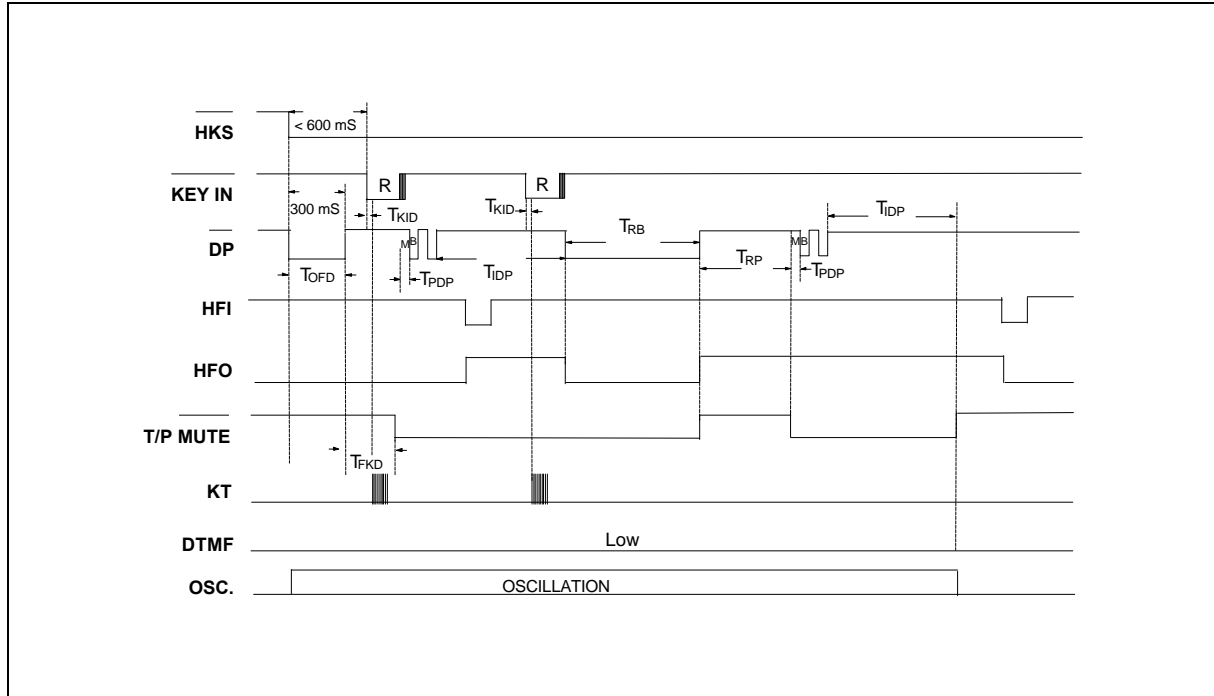 HKS
< 600 mS
KEY IN
R
R
300 mS
TKID
TKID
TIDP
DP
M B
TRB
MB
TOFD
TPDP
TIDP
TRP
TPDP
HFI
HFO
T/P MUTE
TFKD
KT
DTMF
Low
OSC.
OSCILLATION